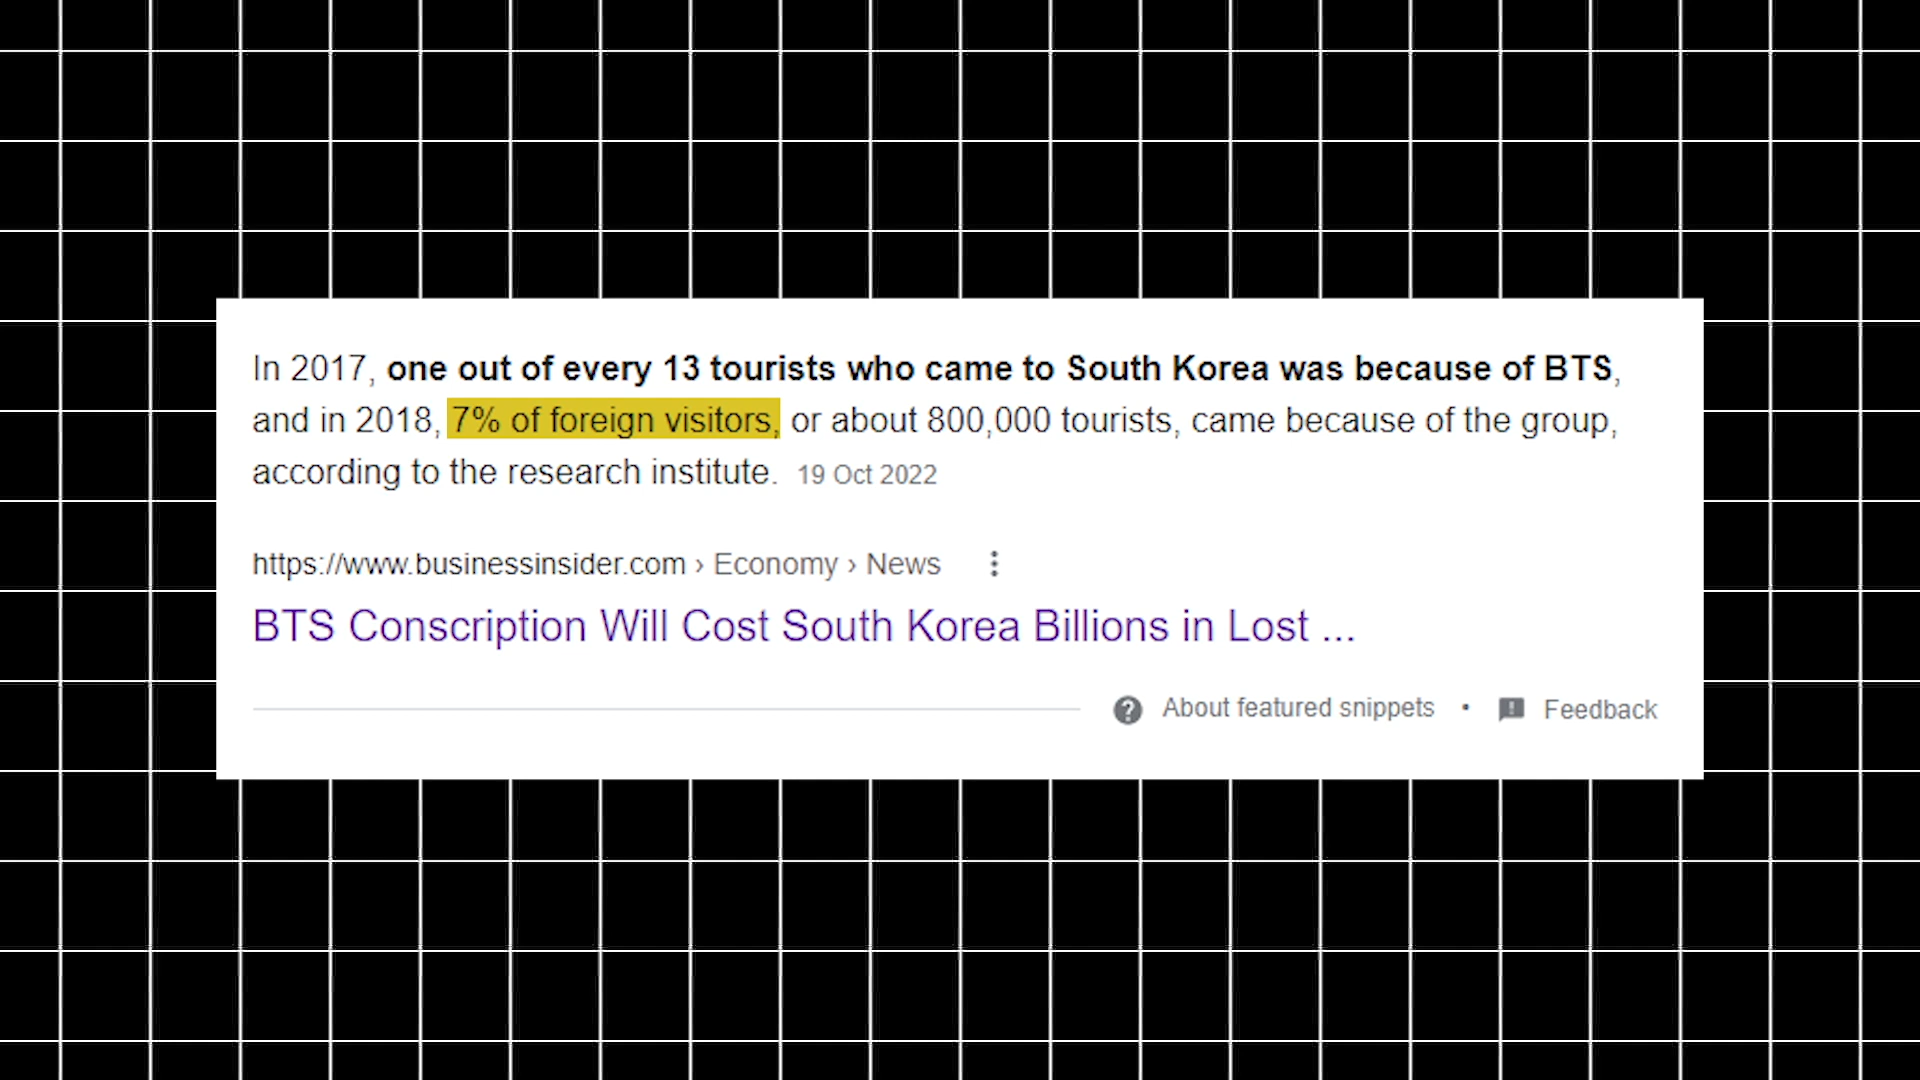 In 2017, one out of every 13 tourists who came to South Korea was because of BTS,
and in 2018, 7% of foreign visitors, or about 800,000 tourists, came because of the group,
according to the research institute. 19 Oct 2022
https://www.businessinsider.com › Economy › News
BTS Conscription Will Cost South Korea Billions in Lost ...
About featured snippets • Feedback